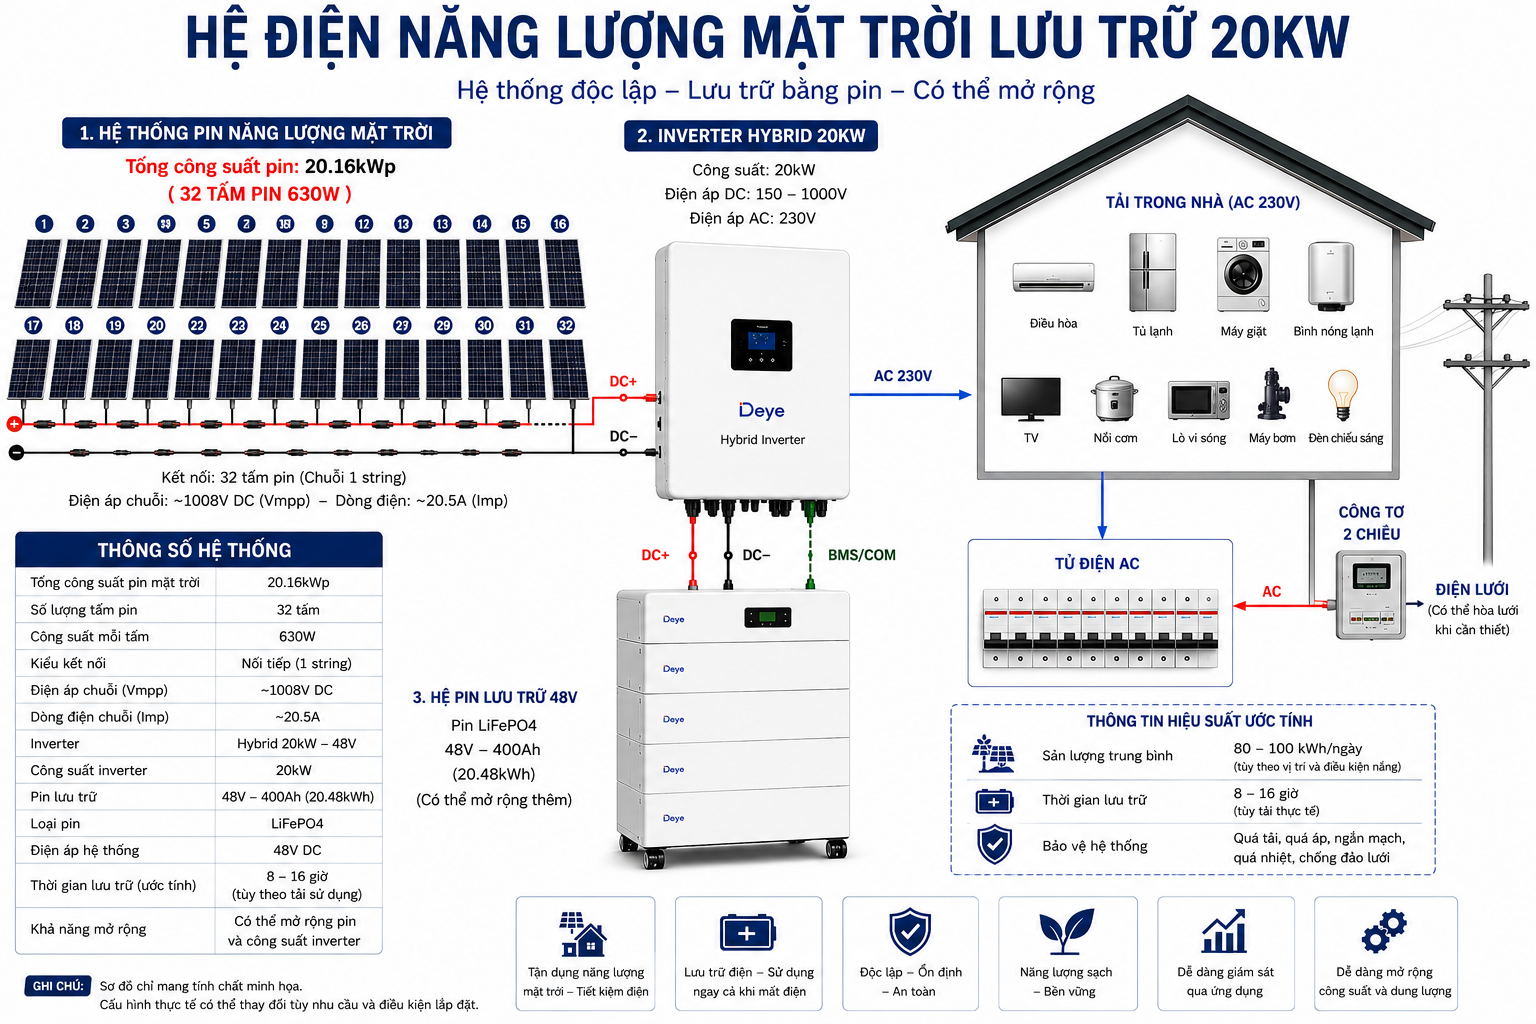 HỆ ĐIỆN NĂNG LƯỢNG MẶT TRỜI LƯU TRỮ 20KW
Hệ thống độc lập – Lưu trữ bằng pin – Có thể mở rộng
1. HỆ THỐNG PIN NĂNG LƯỢNG MẶT TRỜI
Tổng công suất pin: 20.16kWp
( 32 TẤM PIN 630W )
1 2 3 5 9 12 13 13 14 15 16
17 18 19 20 22 23 24 25 26 29 30 31 32
DC+
DC–
Kết nối: 32 tấm pin (Chuỗi 1 string)
Điện áp chuỗi: ~1008V DC (Vmpp) – Dòng điện: ~20.5A (Imp)
2. INVERTER HYBRID 20KW
Công suất: 20kW
Điện áp DC: 150 – 1000V
Điện áp AC: 230V
Deye
Hybrid Inverter
AC 230V
DC+
DC–
BMS/COM
Deye
Deye
Deye
Deye
Deye
3. HỆ PIN LƯU TRỮ 48V
Pin LiFePO4
48V – 400Ah
(20.48kWh)
(Có thể mở rộng thêm)
TẢI TRONG NHÀ (AC 230V)
Điều hòa
Tủ lạnh
Máy giặt
Bình nóng lạnh
TV
Nồi cơm
Lò vi sóng
Máy bơm
Đèn chiếu sáng
TỦ ĐIỆN AC
AC
CÔNG TƠ
2 CHIỀU
ĐIỆN LƯỚI
(Có thể hòa lưới
khi cần thiết)
THÔNG SỐ HỆ THỐNG
Tổng công suất pin mặt trời 20.16kWp
Số lượng tấm pin 32 tấm
Công suất mỗi tấm 630W
Kiểu kết nối Nối tiếp (1 string)
Điện áp chuỗi (Vmpp) ~1008V DC
Dòng điện chuỗi (Imp) ~20.5A
Inverter Hybrid 20kW – 48V
Công suất inverter 20kW
Pin lưu trữ 48V – 400Ah (20.48kWh)
Loại pin LiFePO4
Điện áp hệ thống 48V DC
Thời gian lưu trữ (ước tính) 8 – 16 giờ
(tùy theo tải sử dụng)
Khả năng mở rộng Có thể mở rộng pin
và công suất inverter
THÔNG TIN HIỆU SUẤT ƯỚC TÍNH
Sản lượng trung bình 80 – 100 kWh/ngày
(tùy theo vị trí và điều kiện nắng)
Thời gian lưu trữ 8 – 16 giờ
(tùy tải thực tế)
Bảo vệ hệ thống Quá tải, quá áp, ngắn mạch,
quá nhiệt, chống đảo lưới
Tận dụng năng lượng
mặt trời – Tiết kiệm điện
Lưu trữ điện – Sử dụng
ngay cả khi mất điện
Độc lập – Ổn định
– An toàn
Năng lượng sạch
– Bền vững
Dễ dàng giám sát
qua ứng dụng
Dễ dàng mở rộng
công suất và dung lượng
GHI CHÚ: Sơ đồ chỉ mang tính chất minh họa.
Cấu hình thực tế có thể thay đổi tùy nhu cầu và điều kiện lắp đặt.